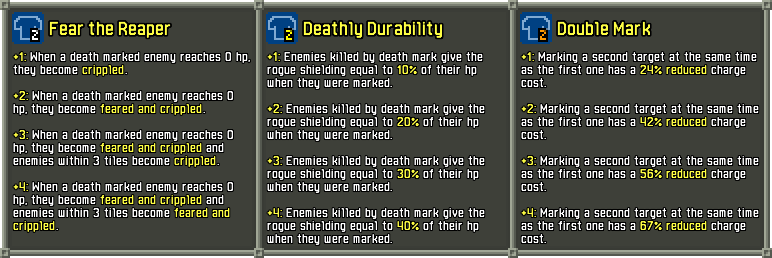 Fear the Reaper
+1: When a death marked enemy reaches 0 hp,
they become crippled.
+2: When a death marked enemy reaches 0
hp, they become feared and crippled.
+3: When a death marked enemy reaches 0
hp, they become feared and crippled and
enemies within 3 tiles become crippled.
+4: When a death marked enemy reaches 0
hp, they become feared and crippled and
enemies within 3 tiles become feared and
crippled.
2
Deathly Durability
+1: Enemies killed by death mark give the
rogue shielding equal to 10% of their hp
when they were marked.
+2: Enemies killed by death mark give the
rogue shielding equal to 20% of their hp
when they were marked.
+3: Enemies killed by death mark give the
rogue shielding equal to 30% of their hp
when they were marked.
+4: Enemies killed by death mark give the
rogue shielding equal to 40% of their hp
when they were marked.
2
Double Mark
+1: Marking a second target at the same time
as the first one has a 24% reduced charge
cost.
+2: Marking a second target at the same time
as the first one has a 42% reduced charge
cost.
+3: Marking a second target at the same time
as the first one has a 56% reduced charge
cost.
+4: Marking a second target at the same time
as the first one has a 67% reduced charge
cost.
2